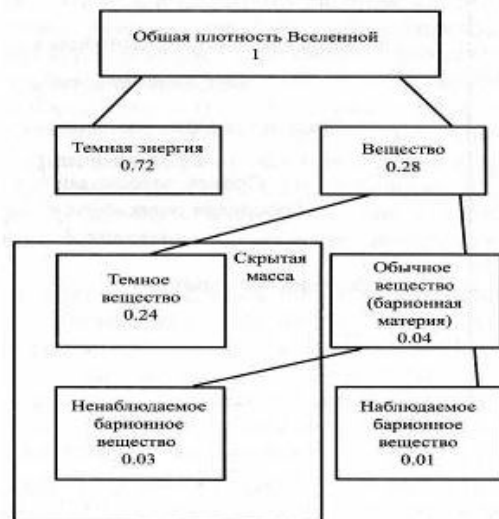 Общая плотность Вселенной
1
Темная энергия
0.72
Вещество
0.28
Скрытая
масса
Темное
вещество
0.24
Обычное
вещество
(барионная
материя)
0.04
Ненаблюдаемое
барионное
вещество
0.03
Наблюдаемое
барионное
вещество
0.01